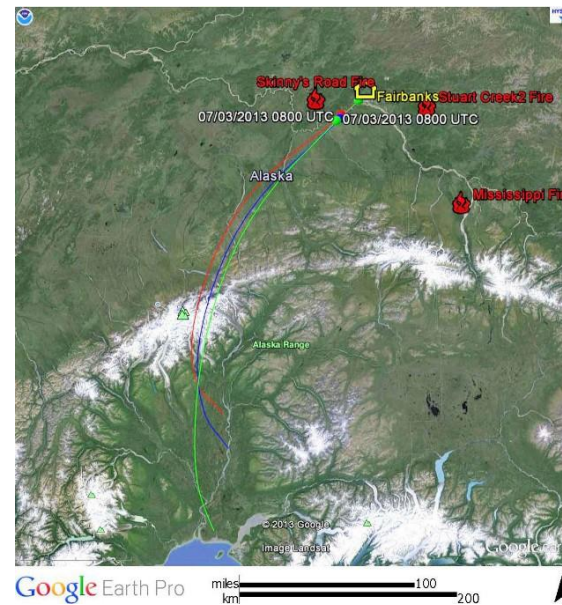 HYS
Skinny's Road Fire
Fairbanks
Stuart Creek2 Fire
07/03/2013 0800 UTC
07/03/2013 0800 UTC
Alaska
Mississippi Fi
Alaska Range
© 2013 Google
Image Landsat
Google
Google Earth Pro
miles 100
km 200